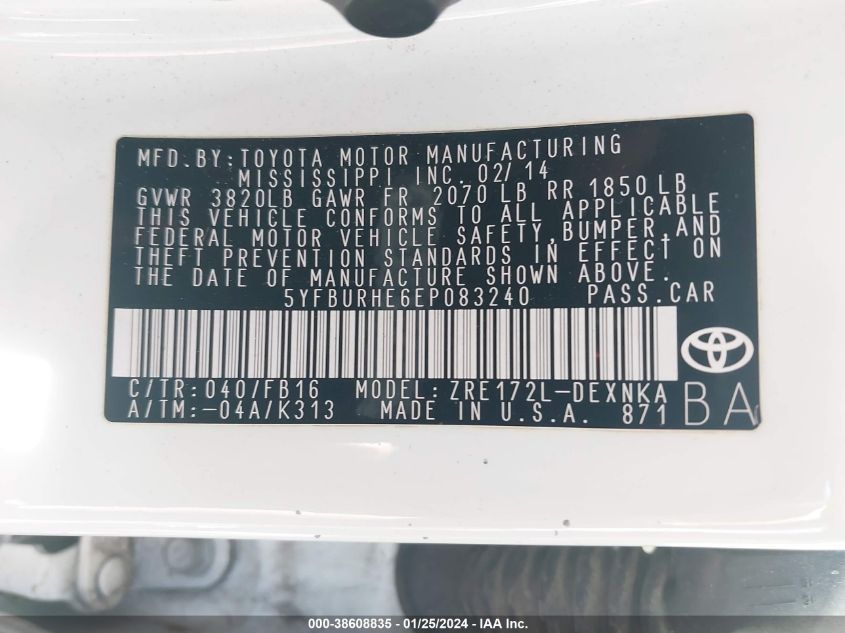 MFD.BY:TOYOTA MOTOR MANUFACTURING
MISSISSIPPI INC. 02/14
GVWR 3820LB GAWR FR 2070 LB RR 1850 LB
THIS VEHICLE CONFORMS TO ALL APPLICABLE
FEDERAL MOTOR VEHICLE SAFETY,BUMPER,AND
THEFT PREVENTION STANDARDS IN EFFECT ON
THE DATE OF MANUFACTURE SHOWN ABOVE.
5YFBURHE6EP083240 PASS.CAR
C/TR:040/FB16 MODEL:ZRE172L-DEXNKA
A/TM:-04A/K313 MADE IN U.S.A. 871
BA
000-38608835 - 01/25/2024 - IAA, Inc.